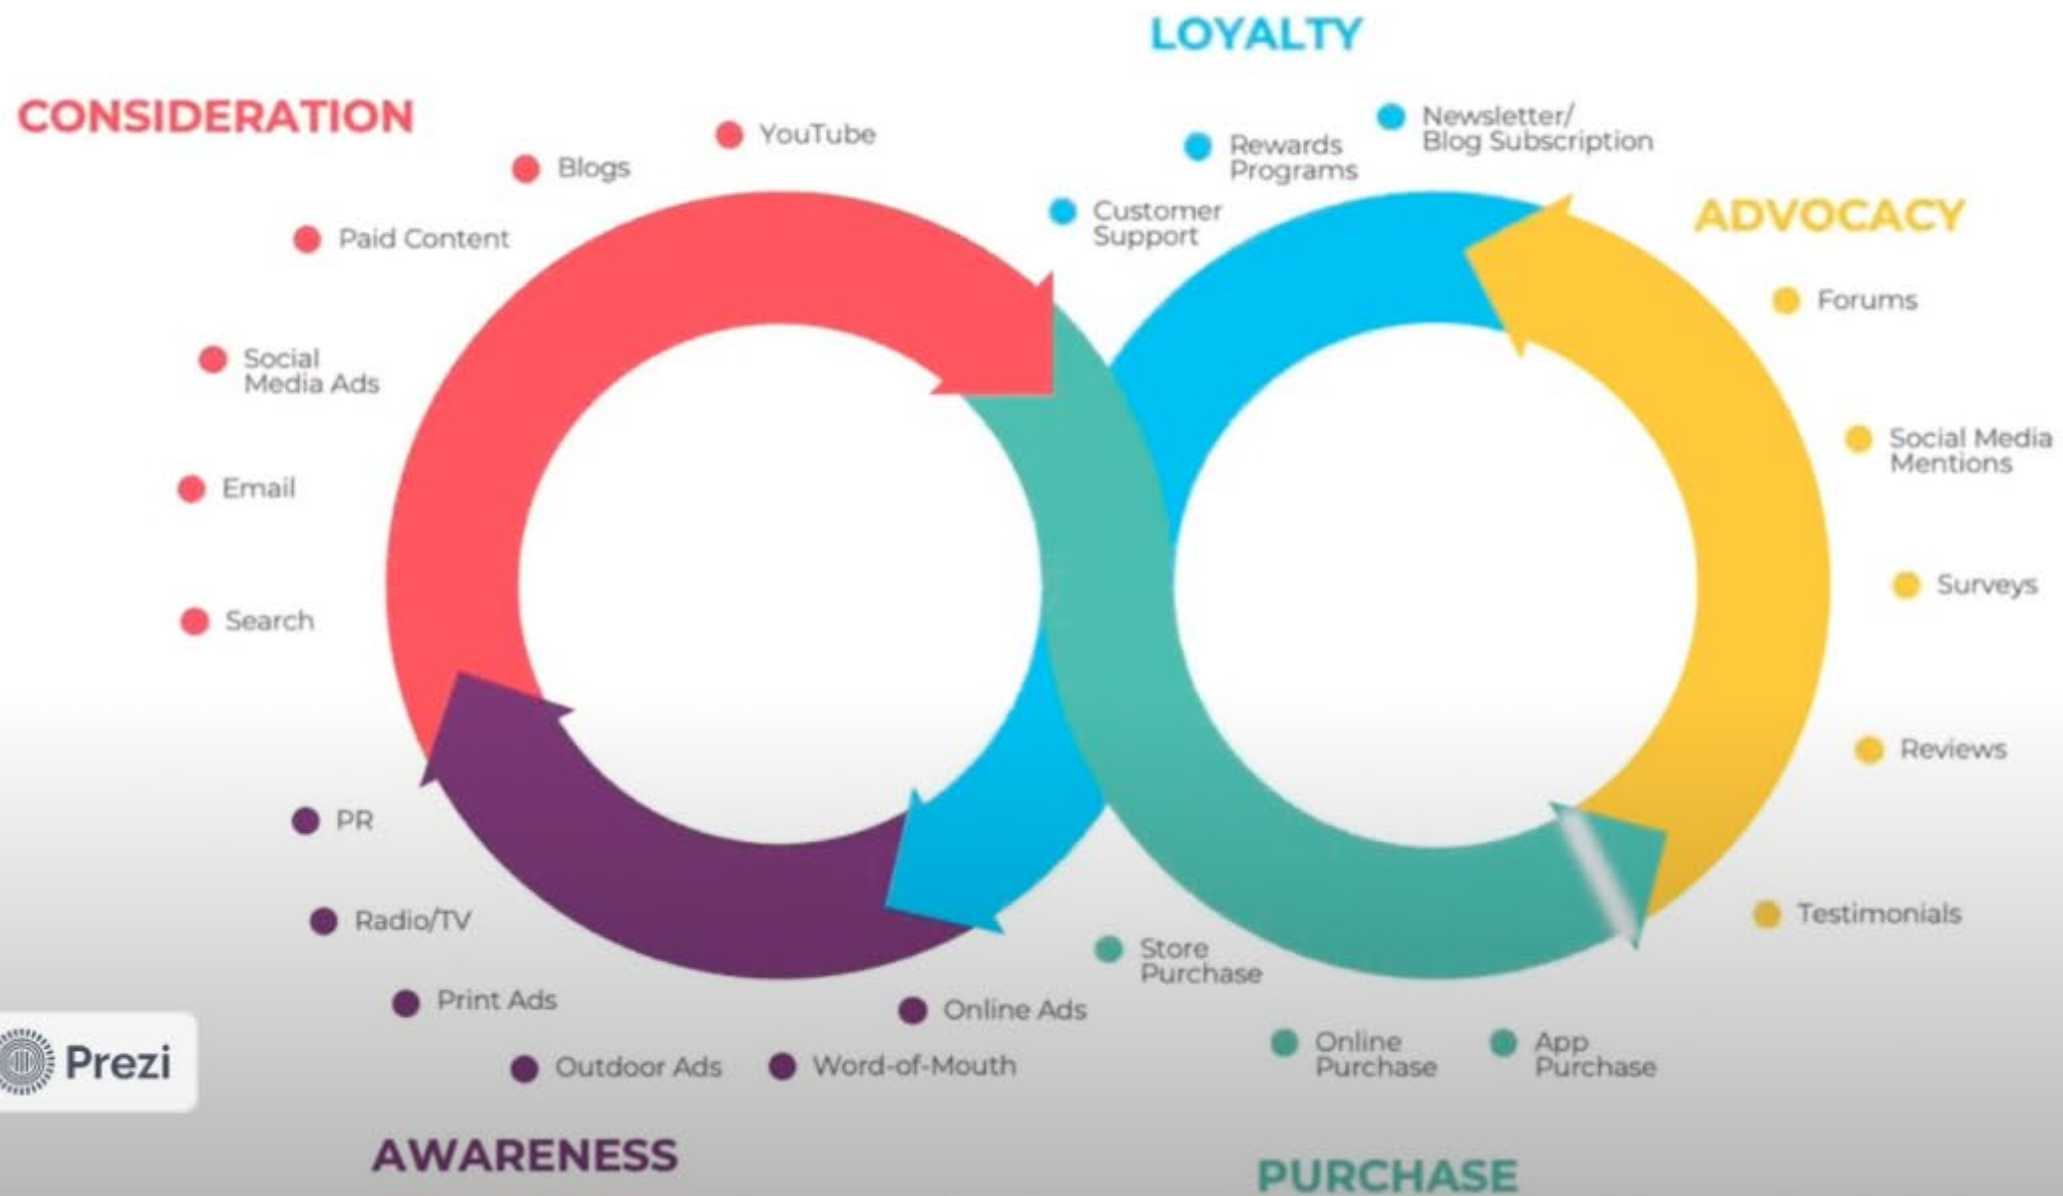 LOYALTY
CONSIDERATION
YouTube
Blogs
Paid Content
Social
Media Ads
Email
Search
Newsletter/
Blog Subscription
Rewards
Programs
Customer
Support
ADVOCACY
Forums
Social Media
Mentions
Surveys
Reviews
Testimonials
PR
Radio/TV
Print Ads
Outdoor Ads
Word-of-Mouth
Online Ads
Store
Purchase
Online
Purchase
App
Purchase
Prezi
AWARENESS
PURCHASE